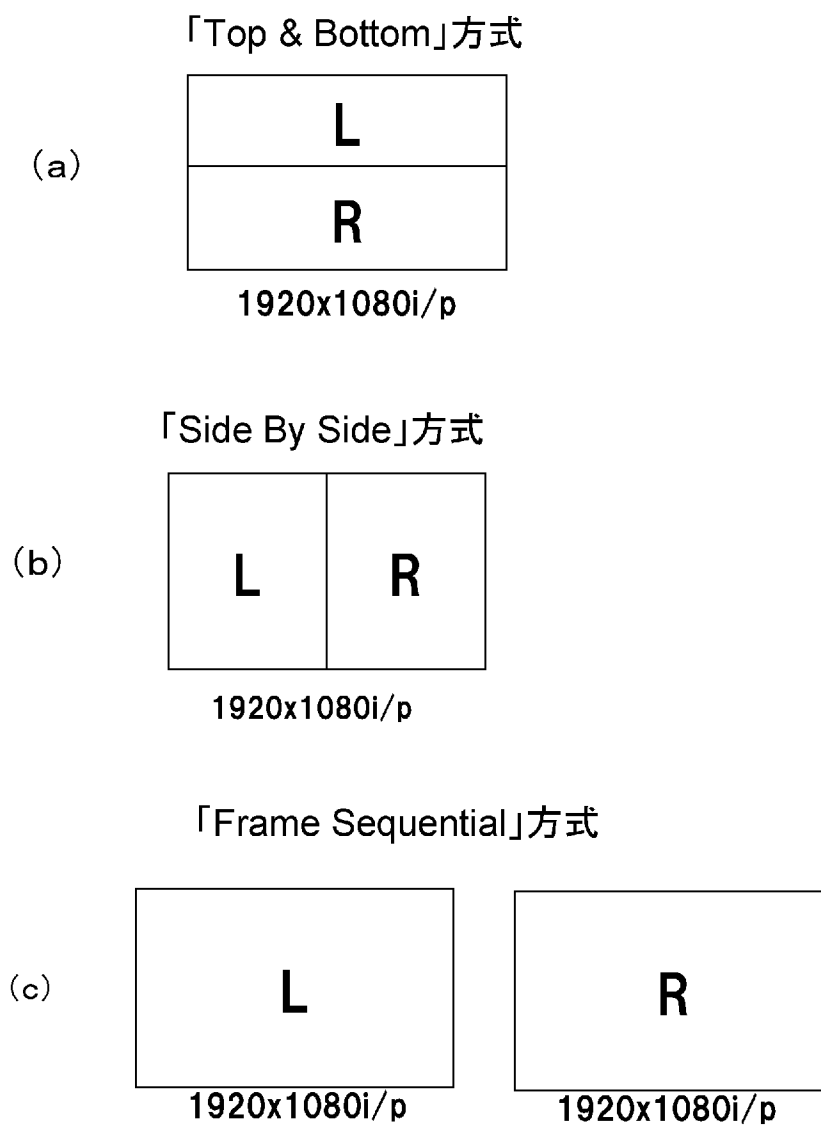 「Top & Bottom」方式
(a)
L
R
1920x1080i/p
「Side By Side」方式
(b)
L
R
1920x1080i/p
「Frame Sequential」方式
(c)
L
R
1920x1080i/p
1920x1080i/p